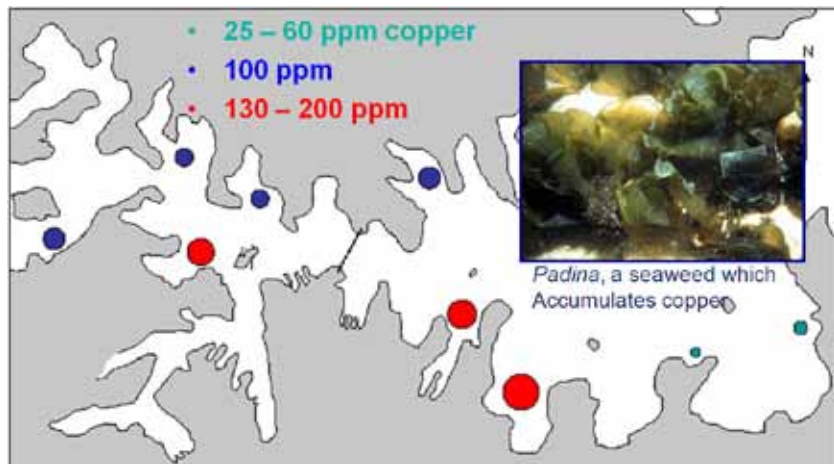 • 25 – 60 ppm copper
• 100 ppm
• 130 – 200 ppm
N
Padina, a seaweed which
Accumulates copper